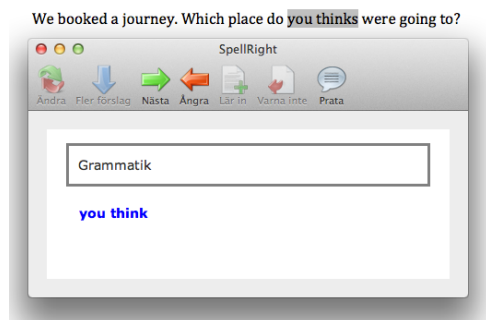 We booked a journey. Which place do you thinks were going to?
SpellRight
Ändra Fler förslag Nästa Ångra Lär in Varna inte Prata
Grammatik
you think